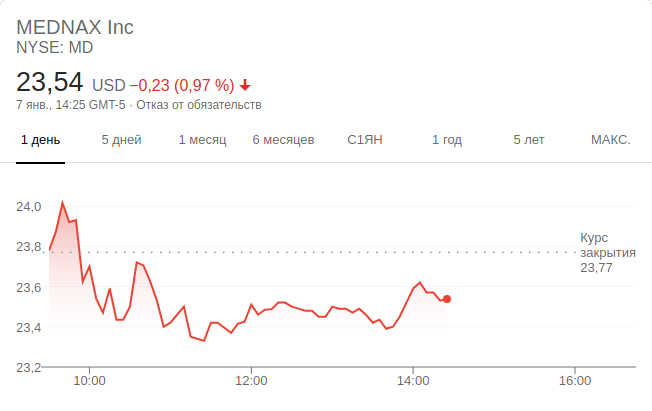 MEDNAX Inc
NYSE: MD
23,54 USD −0,23 (0,97 %)
7 янв., 14:25 GMT-5 · Отказ от обязательств
1 день 5 дней 1 месяц 6 месяцев С1ЯН 1 год 5 лет МАКС.
24,0
23,8
23,6
23,4
23,2
Курс
закрытия
23,77
10:00 12:00 14:00 16:00